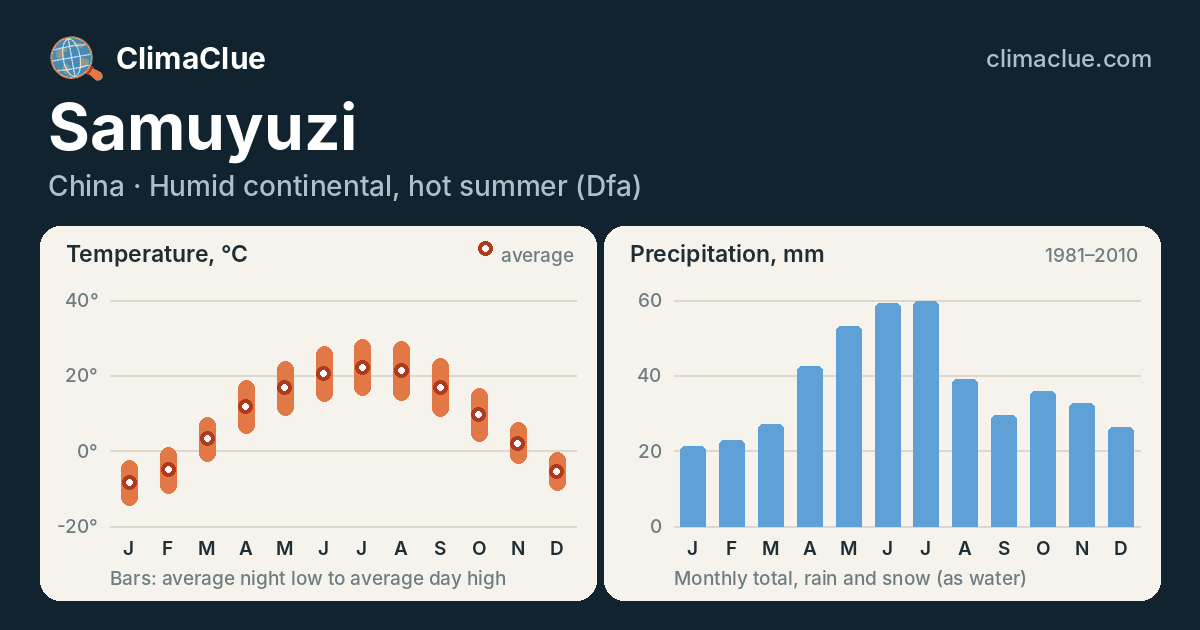 ClimaClue
climaclue.com
Samuyuzi
China · Humid continental, hot summer (Dfa)
Temperature, °C
average
40°
20°
0°
-20°
J F M A M J J A S O N D
Bars: average night low to average day high
Precipitation, mm
1981–2010
60
40
20
0
J F M A M J J A S O N D
Monthly total, rain and snow (as water)